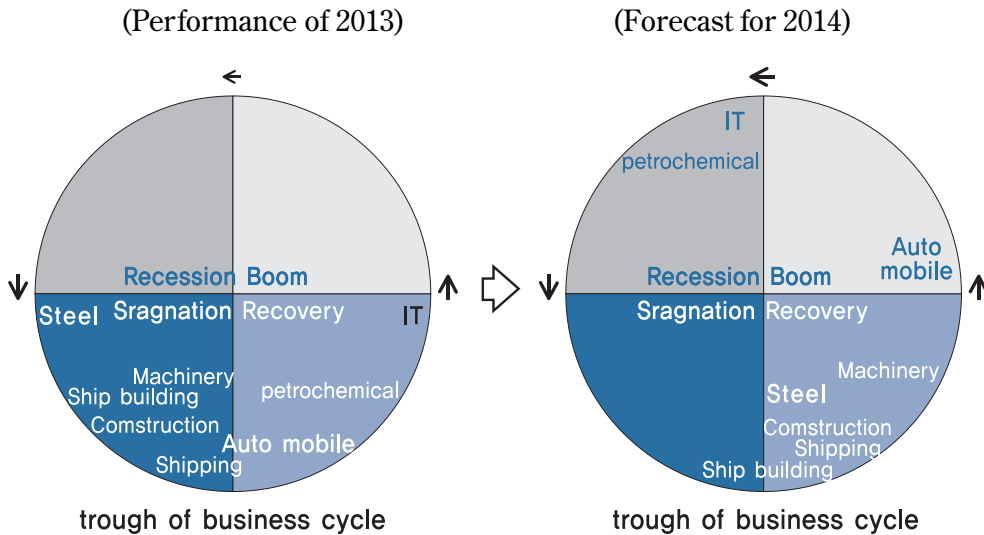 (Performance of 2013)
Recession Boom
Steel Sragnation Recovery IT
Machinery
petrochemical
Ship building
Comstruction
Auto mobile
Shipping
trough of business cycle
(Forecast for 2014)
IT
petrochemical
Auto
mobile
Recession Boom
Sragnation Recovery
Machinery
Steel
Comstruction
Shipping
Ship building
trough of business cycle